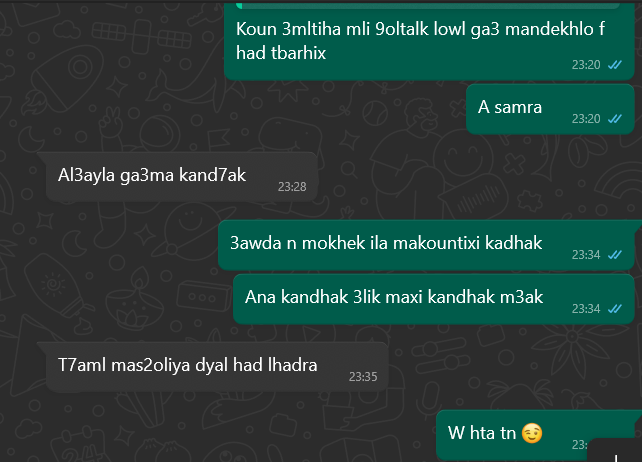 Koun 3mltiha mli 9oltalk lowl ga3 mandekhlo f
had tbarhix
23:20
A samra
23:20
Al3ayla ga3ma kand7ak
23:28
3awda n mokhek ila makountixi kadhak
23:34
Ana kandhak 3lik maxi kandhak m3ak
23:34
T7aml mas2oliya dyal had lhadra
23:35
W hta tn 😉
23: